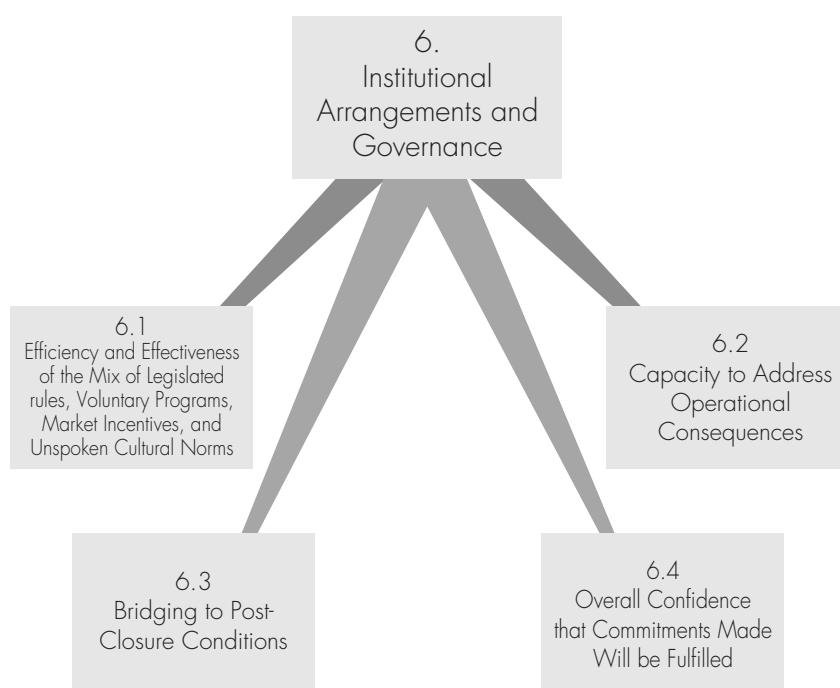 6.
Institutional
Arrangements and
Governance
6.1
Efficiency and Effectiveness
of the Mix of Legislated
rules, Voluntary Programs,
Market Incentives, and
Unspoken Cultural Norms
6.2
Capacity to Address
Operational
Consequences
6.3
Bridging to Post-
Closure Conditions
6.4
Overall Confidence
that Commitments Made
Will be Fulfilled